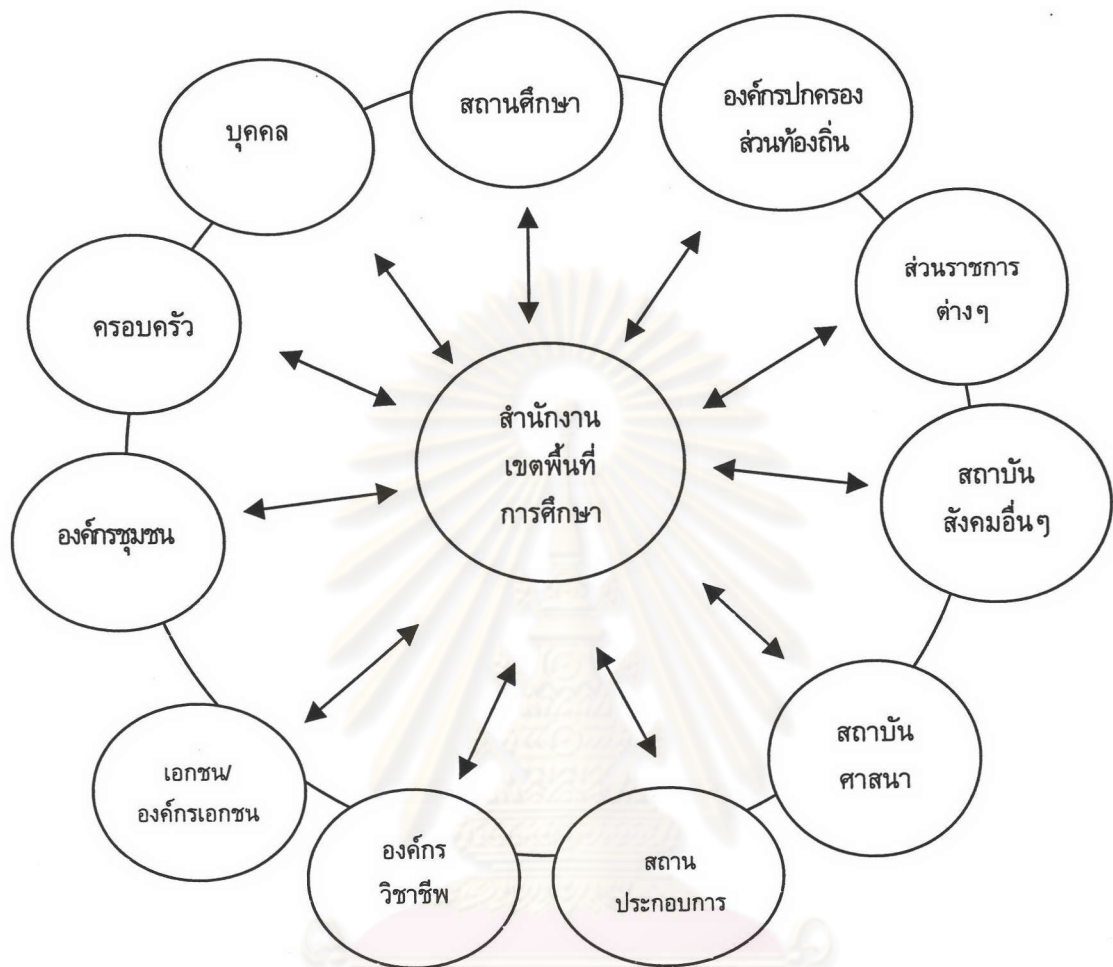 สถานศึกษา
องค์กรปกครอง
ส่วนท้องถิ่น
บุคคล
ส่วนราชการ
ต่างๆ
ครอบครัว
สำนักงาน
เขตพื้นที่
การศึกษา
สถาบัน
สังคมอื่นๆ
องค์กรชุมชน
สถาบัน
ศาสนา
เอกชน/
องค์กรเอกชน
องค์กร
วิชาชีพ
สถาน
ประกอบการ